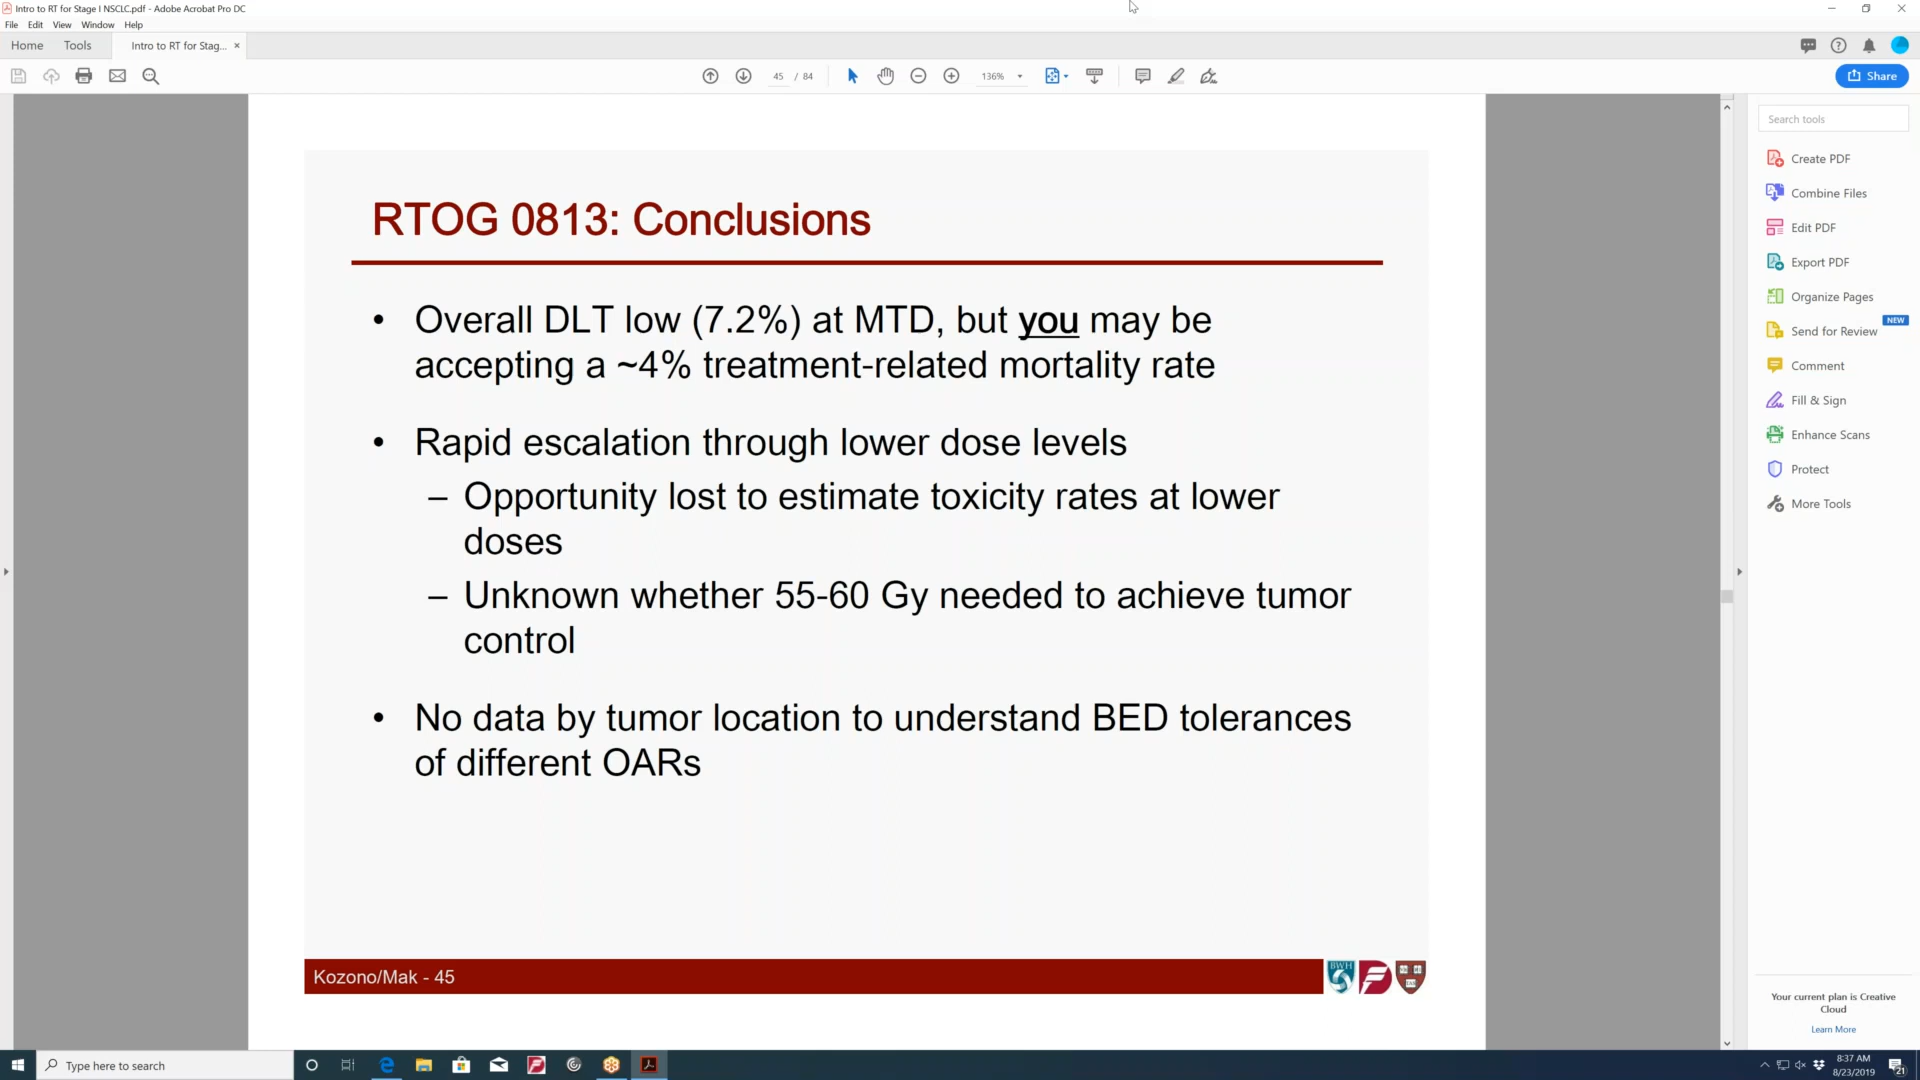 Intro to RT for Stage I NSCLC.pdf - Adobe Acrobat Pro DC
File Edit View Window Help
Home Tools Intro to RT for Stag... ×
45 / 84 136% Share
RTOG 0813: Conclusions
• Overall DLT low (7.2%) at MTD, but you may be
accepting a ~4% treatment-related mortality rate
• Rapid escalation through lower dose levels
– Opportunity lost to estimate toxicity rates at lower
doses
– Unknown whether 55-60 Gy needed to achieve tumor
control
• No data by tumor location to understand BED tolerances
of different OARs
Kozono/Mak - 45
BWH
Search tools
Create PDF
Combine Files
Edit PDF
Export PDF
Organize Pages
Send for Review NEW
Comment
Fill & Sign
Enhance Scans
Protect
More Tools
Your current plan is Creative
Cloud
Learn More
Type here to search
8:37 AM
8/23/2019
21